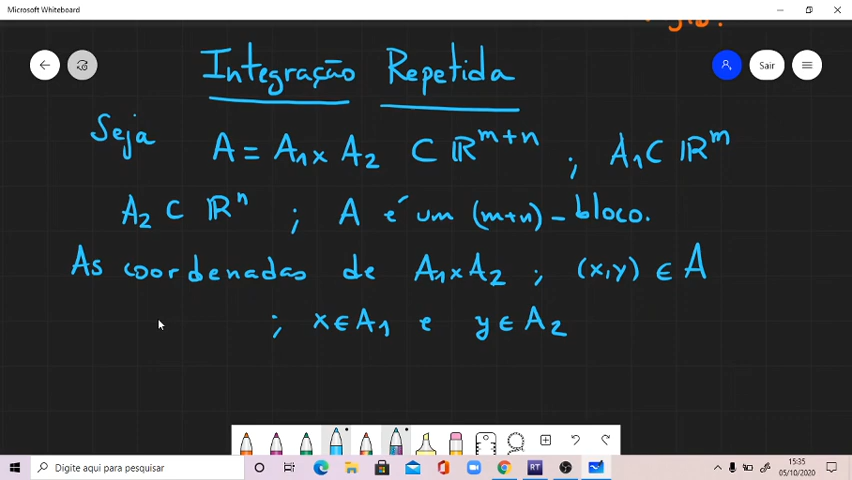 Microsoft Whiteboard
Sair
Integração Repetida
Seja A = A₁ x A₂ ⊂ ℝᵐ⁺ⁿ ; A₁ ⊂ ℝᵐ
A₂ ⊂ ℝⁿ ; A é um (m+n) - bloco.
As coordenadas de A₁ x A₂ ; (x,y) ∈ A
; x ∈ A₁ e y ∈ A₂
Digite aqui para pesquisar
RT
15:35
05/10/2020